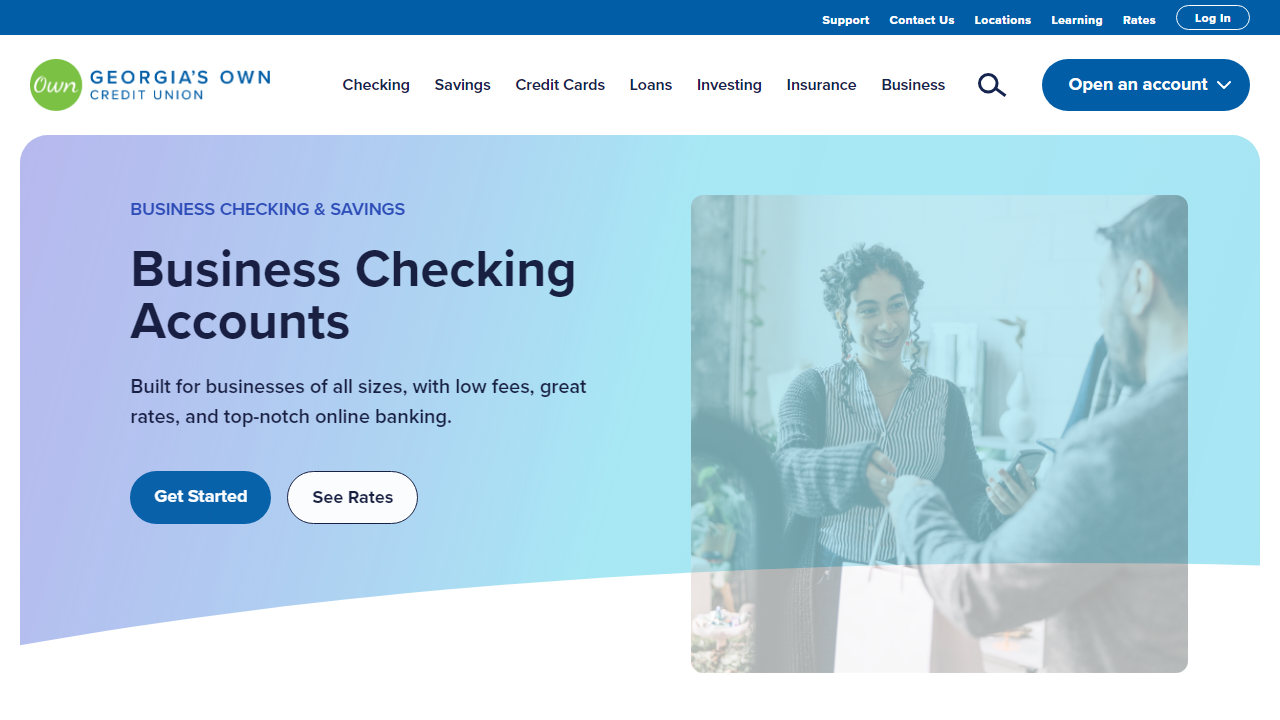 Support Contact Us Locations Learning Rates Log In
Own GEORGIA'S OWN
CREDIT UNION
Checking Savings Credit Cards Loans Investing Insurance Business
Open an account
BUSINESS CHECKING & SAVINGS
Business Checking
Accounts
Built for businesses of all sizes, with low fees, great
rates, and top-notch online banking.
Get Started See Rates